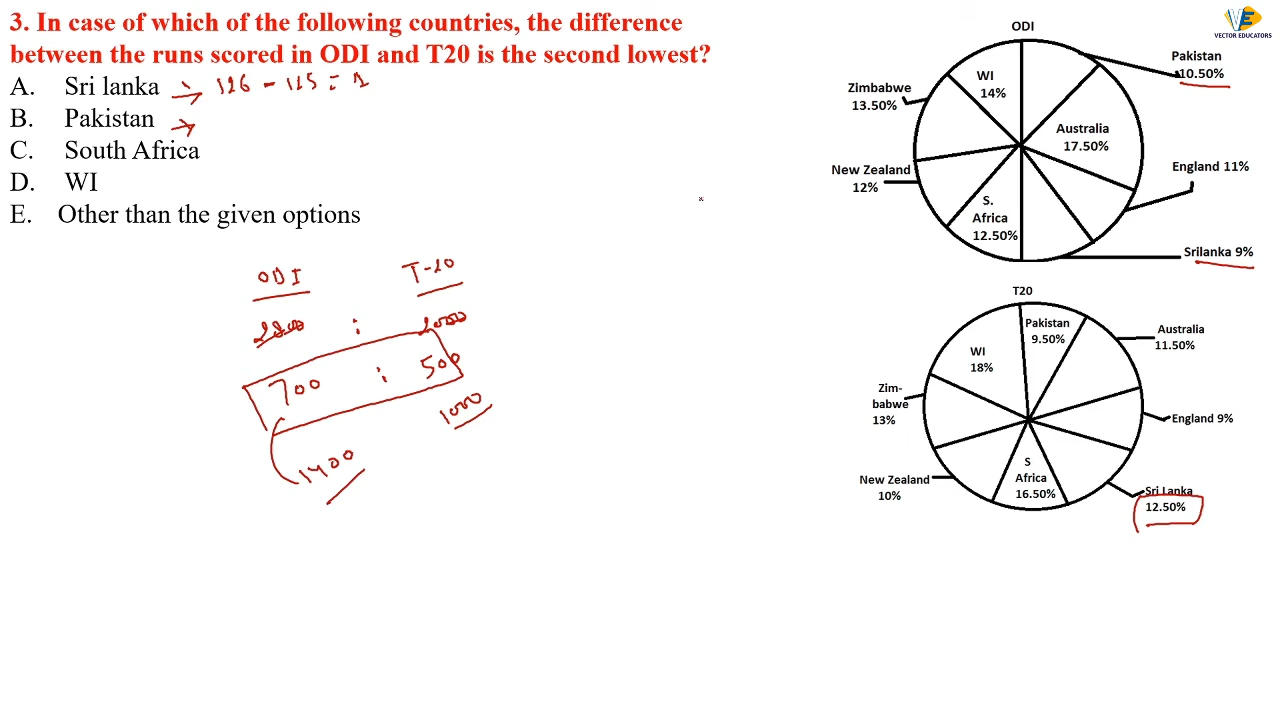 3. In case of which of the following countries, the difference
between the runs scored in ODI and T20 is the second lowest?
A. Sri lanka → 126 - 125 = 1
B. Pakistan →
C. South Africa
D. WI
E. Other than the given options
ODI T-20
2800 : 2000
700 : 500
1000
1400
VECTOR EDUCATORS
ODI
Pakistan
10.50%
WI
14%
Zimbabwe
13.50%
Australia
17.50%
England 11%
New Zealand
12%
S.
Africa
12.50%
Srilanka 9%
T20
Pakistan
9.50%
Australia
11.50%
WI
18%
Zim-
babwe
13%
England 9%
S
Africa
16.50%
New Zealand
10%
Sri Lanka
12.50%